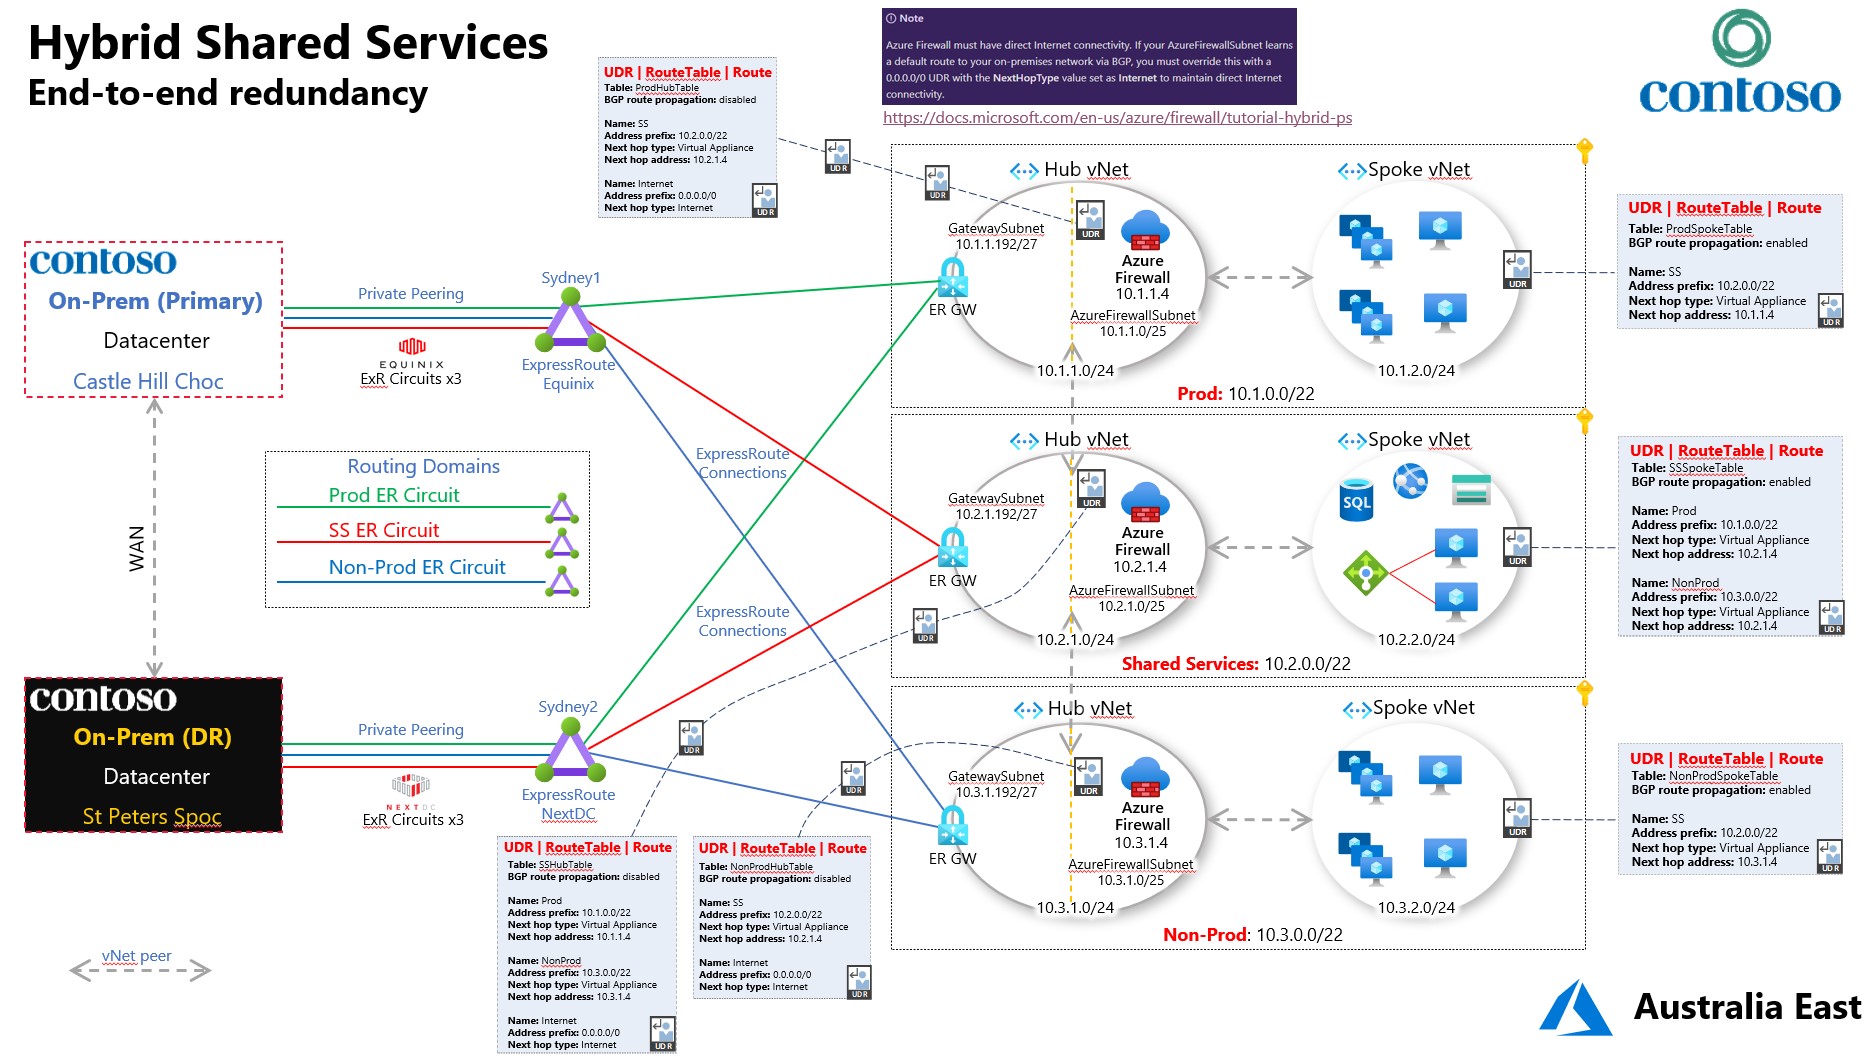 Hybrid Shared Services
End-to-end redundancy
Note
Azure Firewall must have direct Internet connectivity. If your AzureFirewallSubnet learns
a default route to your on-premises network via BGP, you must override this with a
0.0.0.0/0 UDR with the NextHopType value set as Internet to maintain direct Internet
connectivity.
https://docs.microsoft.com/en-us/azure/firewall/tutorial-hybrid-ps
contoso
UDR | RouteTable | Route
Table: ProdHubTable
BGP route propagation: disabled
Name: SS
Address prefix: 10.2.0.0/22
Next hop type: Virtual Appliance
Next hop address: 10.2.1.4
Name: Internet
Address prefix: 0.0.0.0/0
Next hop type: Internet
UDR
UDR
UDR
contoso
On-Prem (Primary)
Datacenter
Castle Hill Choc
Private Peering
EQUINIX
ExR Circuits x3
Sydney1
ExpressRoute
Equinix
Hub vNet
GatewaySubnet
10.1.1.192/27
ER GW
UDR
Azure
Firewall
10.1.1.4
AzureFirewallSubnet
10.1.1.0/25
10.1.1.0/24
Spoke vNet
UDR
10.1.2.0/24
Prod: 10.1.0.0/22
UDR | RouteTable | Route
Table: ProdSpokeTable
BGP route propagation: enabled
Name: SS
Address prefix: 10.2.0.0/22
Next hop type: Virtual Appliance
Next hop address: 10.1.1.4
UDR
WAN
Routing Domains
Prod ER Circuit
SS ER Circuit
Non-Prod ER Circuit
ExpressRoute
Connections
ExpressRoute
Connections
Hub vNet
GatewaySubnet
10.2.1.192/27
ER GW
UDR
UDR
Azure
Firewall
10.2.1.4
AzureFirewallSubnet
10.2.1.0/25
10.2.1.0/24
Spoke vNet
SQL
UDR
10.2.2.0/24
Shared Services: 10.2.0.0/22
UDR | RouteTable | Route
Table: SSSpokeTable
BGP route propagation: enabled
Name: Prod
Address prefix: 10.1.0.0/22
Next hop type: Virtual Appliance
Next hop address: 10.2.1.4
Name: NonProd
Address prefix: 10.3.0.0/22
Next hop type: Virtual Appliance
Next hop address: 10.2.1.4
UDR
contoso
On-Prem (DR)
Datacenter
St Peters Spoc
Private Peering
NEXTDC
ExR Circuits x3
Sydney2
ExpressRoute
NextDC
UDR
UDR
Hub vNet
GatewaySubnet
10.3.1.192/27
ER GW
UDR
Azure
Firewall
10.3.1.4
AzureFirewallSubnet
10.3.1.0/25
10.3.1.0/24
Spoke vNet
UDR
10.3.2.0/24
Non-Prod: 10.3.0.0/22
UDR | RouteTable | Route
Table: NonProdSpokeTable
BGP route propagation: enabled
Name: SS
Address prefix: 10.2.0.0/22
Next hop type: Virtual Appliance
Next hop address: 10.3.1.4
UDR
UDR | RouteTable | Route
Table: SSHubTable
BGP route propagation: disabled
Name: Prod
Address prefix: 10.1.0.0/22
Next hop type: Virtual Appliance
Next hop address: 10.1.1.4
Name: NonProd
Address prefix: 10.3.0.0/22
Next hop type: Virtual Appliance
Next hop address: 10.3.1.4
Name: Internet
Address prefix: 0.0.0.0/0
Next hop type: Internet
UDR
UDR | RouteTable | Route
Table: NonProdHubTable
BGP route propagation: disabled
Name: SS
Address prefix: 10.2.0.0/22
Next hop type: Virtual Appliance
Next hop address: 10.2.1.4
Name: Internet
Address prefix: 0.0.0.0/0
Next hop type: Internet
UDR
vNet peer
Australia East